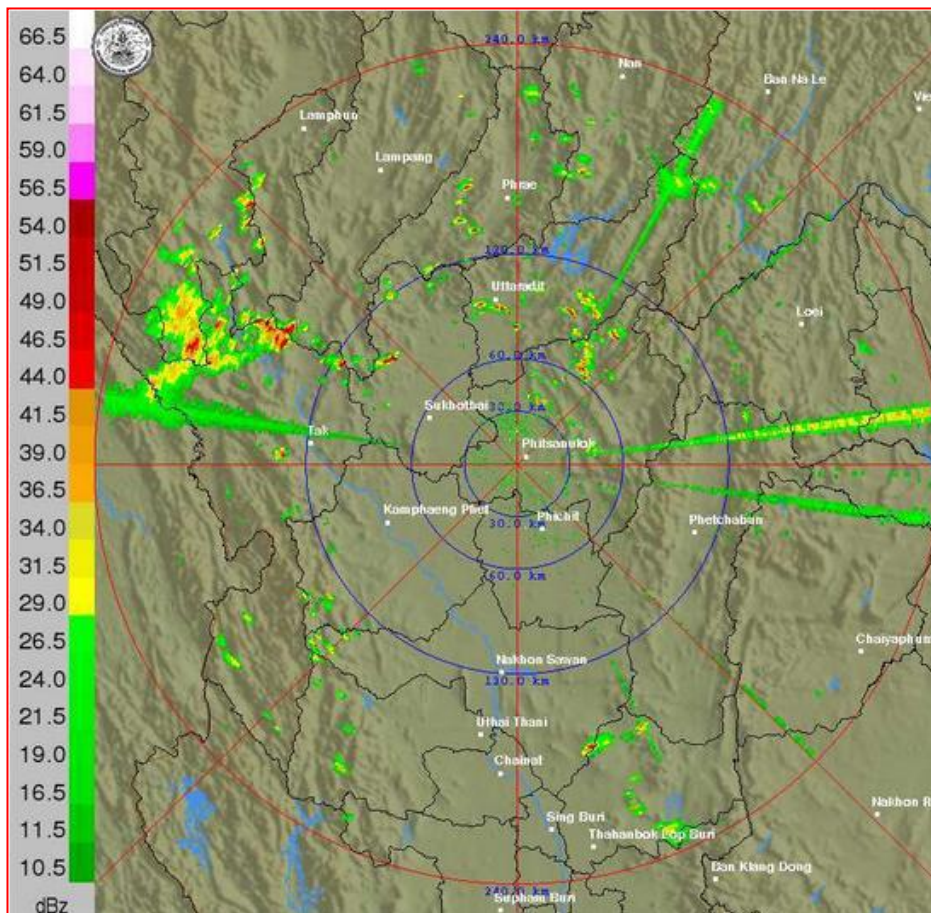 66.5
64.0
61.5
59.0
56.5
54.0
51.5
49.0
46.5
44.0
41.5
39.0
36.5
34.0
31.5
29.0
26.5
24.0
21.5
19.0
16.5
11.5
10.5
dBz
240.0 km
Nan
Ban Na Le
Vie
Lamphun
Lampang
Phrae
120.0 km
Uttaradit
Loei
60.0 km
30.0 km
Sukhothai
Tak
Phitsanulok
Kamphaeng Phet
Phichit
30.0 km
Phetchabun
60.0 km
Chaiyaphum
Nakhon Sawan
120.0 km
Uthai Thani
Chainat
Nakhon R
Sing Buri
Thahanbok Lop Buri
Ban Klang Dong
240.0 km
Suphan Buri